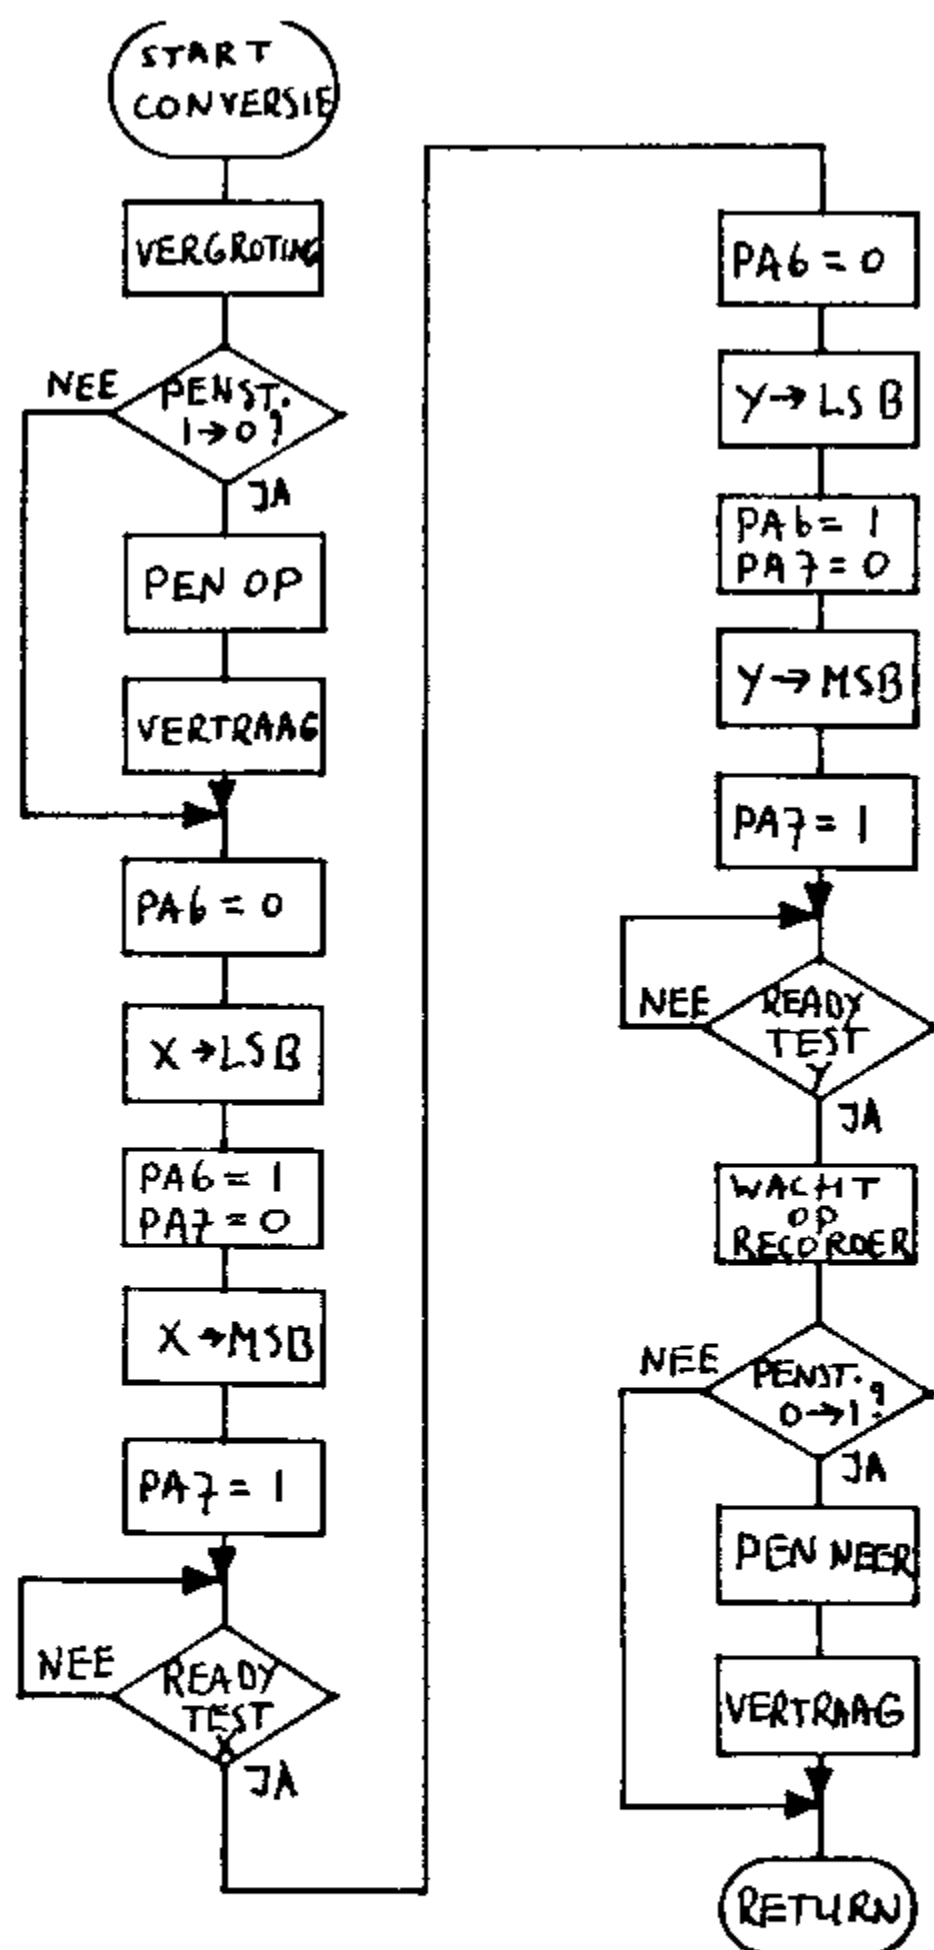 START
CONVERSIE
VERGROTING
NEE
PENST.
1→0?
JA
PEN OP
VERTRAAG
PA6 = 0
X→LSB
PA6 = 1
PA7 = 0
X→MSB
PA7 = 1
NEE
READY
TEST
X
JA
PA6 = 0
Y→LSB
PA6 = 1
PA7 = 0
Y→MSB
PA7 = 1
NEE
READY
TEST
Y
JA
WACHT
OP
RECORDER
NEE
PENST.
0→1?
JA
PEN NEER
VERTRAAG
RETURN